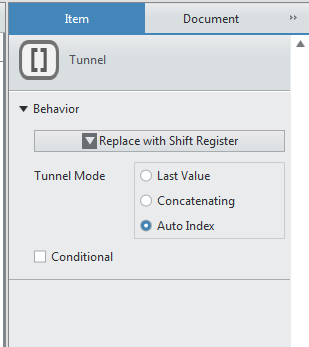 Item
Document
»
Tunnel
Behavior
Replace with Shift Register
Tunnel Mode
Last Value
Concatenating
Auto Index
Conditional